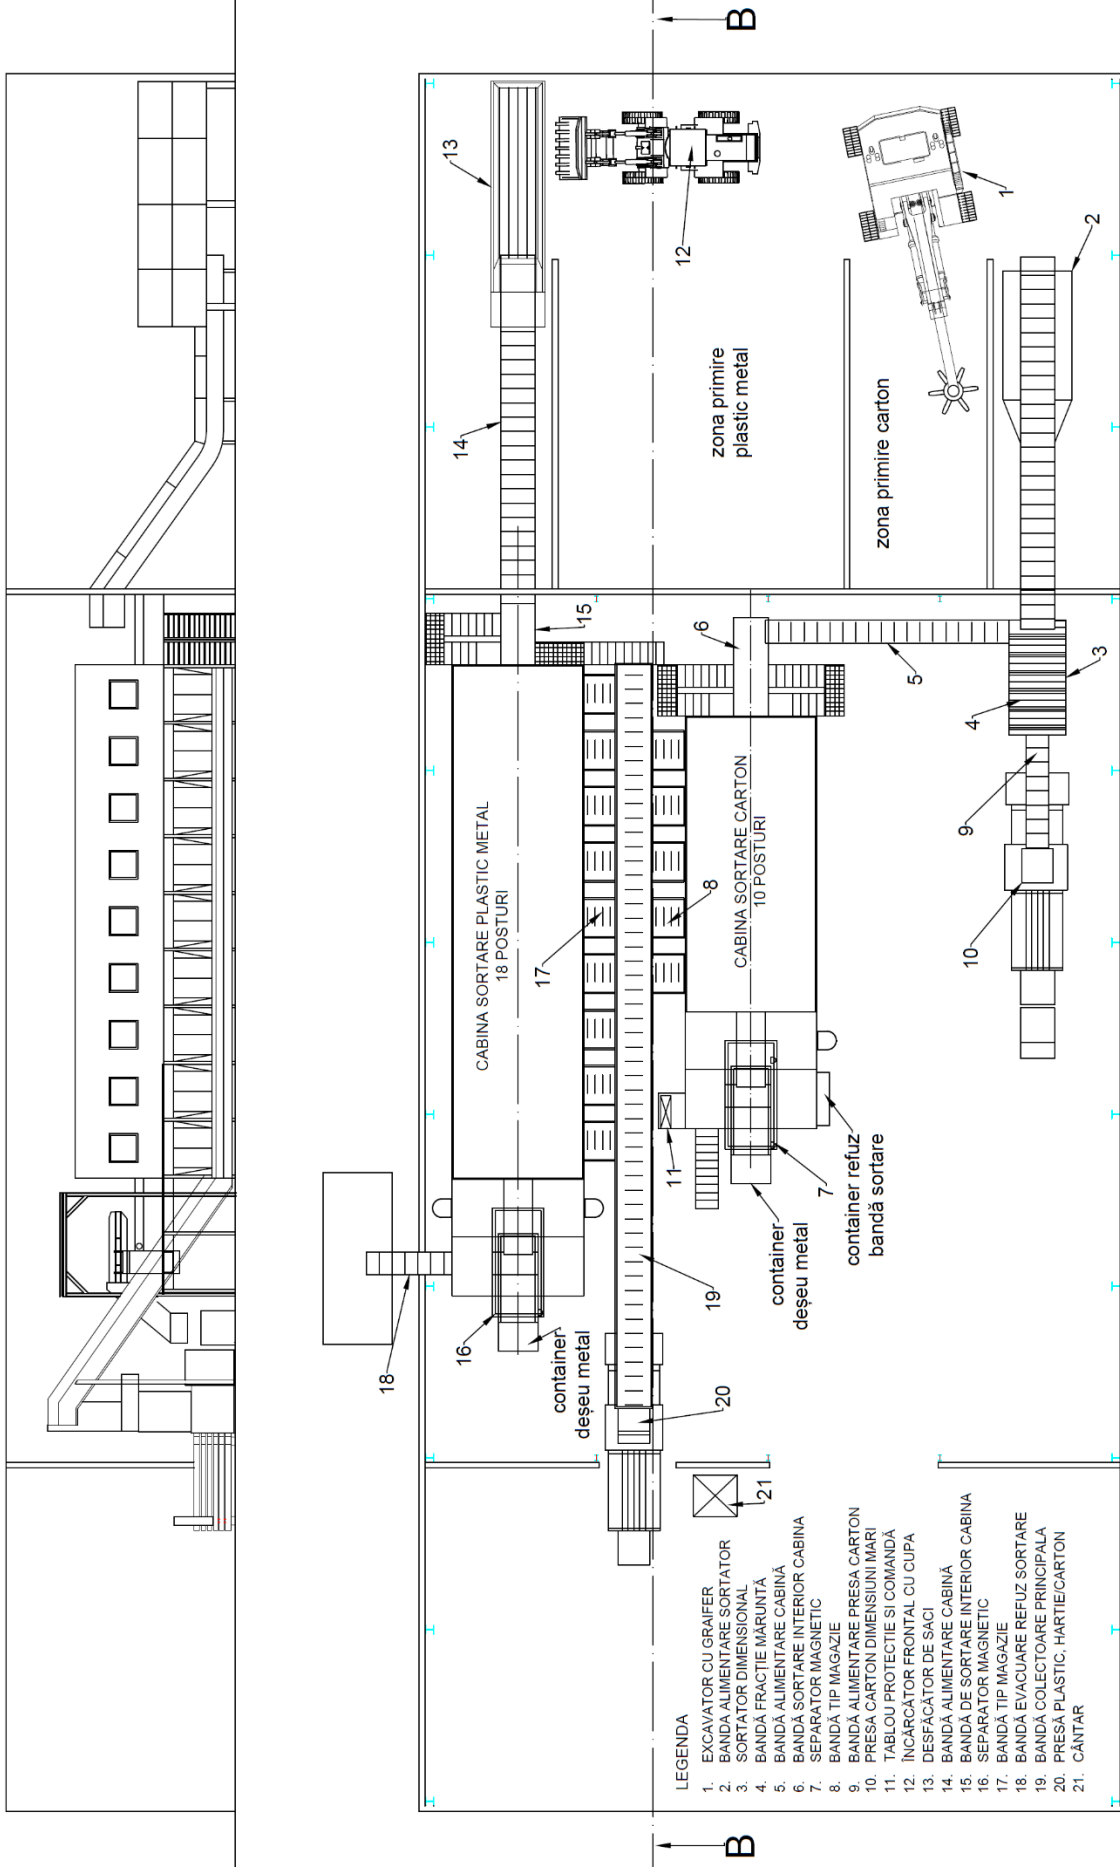 B
B
13
12
1
2
14
zona primire
plastic metal
zona primire carton
15
6
5
4
3
CABINA SORTARE PLASTIC METAL
18 POSTURI
17
8
CABINA SORTARE CARTON
10 POSTURI
9
10
11
7
container
deșeu metal
container refuz
bandă sortare
18
16
container
deșeu metal
19
20
21
LEGENDA
1. EXCAVATOR CU GRAIFER
2. BANDA ALIMENTARE SORTATOR
3. SORTATOR DIMENSIONAL
4. BANDĂ FRACȚIE MĂRUNTĂ
5. BANDĂ ALIMENTARE CABINĂ
6. BANDĂ SORTARE INTERIOR CABINA
7. SEPARATOR MAGNETIC
8. BANDĂ TIP MAGAZIE
9. BANDĂ ALIMENTARE PRESA CARTON
10. PRESA CARTON DIMENSIUNI MARI
11. TABLOU PROTECTIE SI COMANDĂ
12. ÎNCĂRCĂTOR FRONTAL CU CUPA
13. DESFĂCĂTOR DE SACI
14. BANDĂ ALIMENTARE CABINĂ
15. BANDĂ DE SORTARE INTERIOR CABINA
16. SEPARATOR MAGNETIC
17. BANDĂ TIP MAGAZIE
18. BANDĂ EVACUARE REFUZ SORTARE
19. BANDĂ COLECTOARE PRINCIPALA
20. PRESĂ PLASTIC, HARTIE/CARTON
21. CÂNTAR